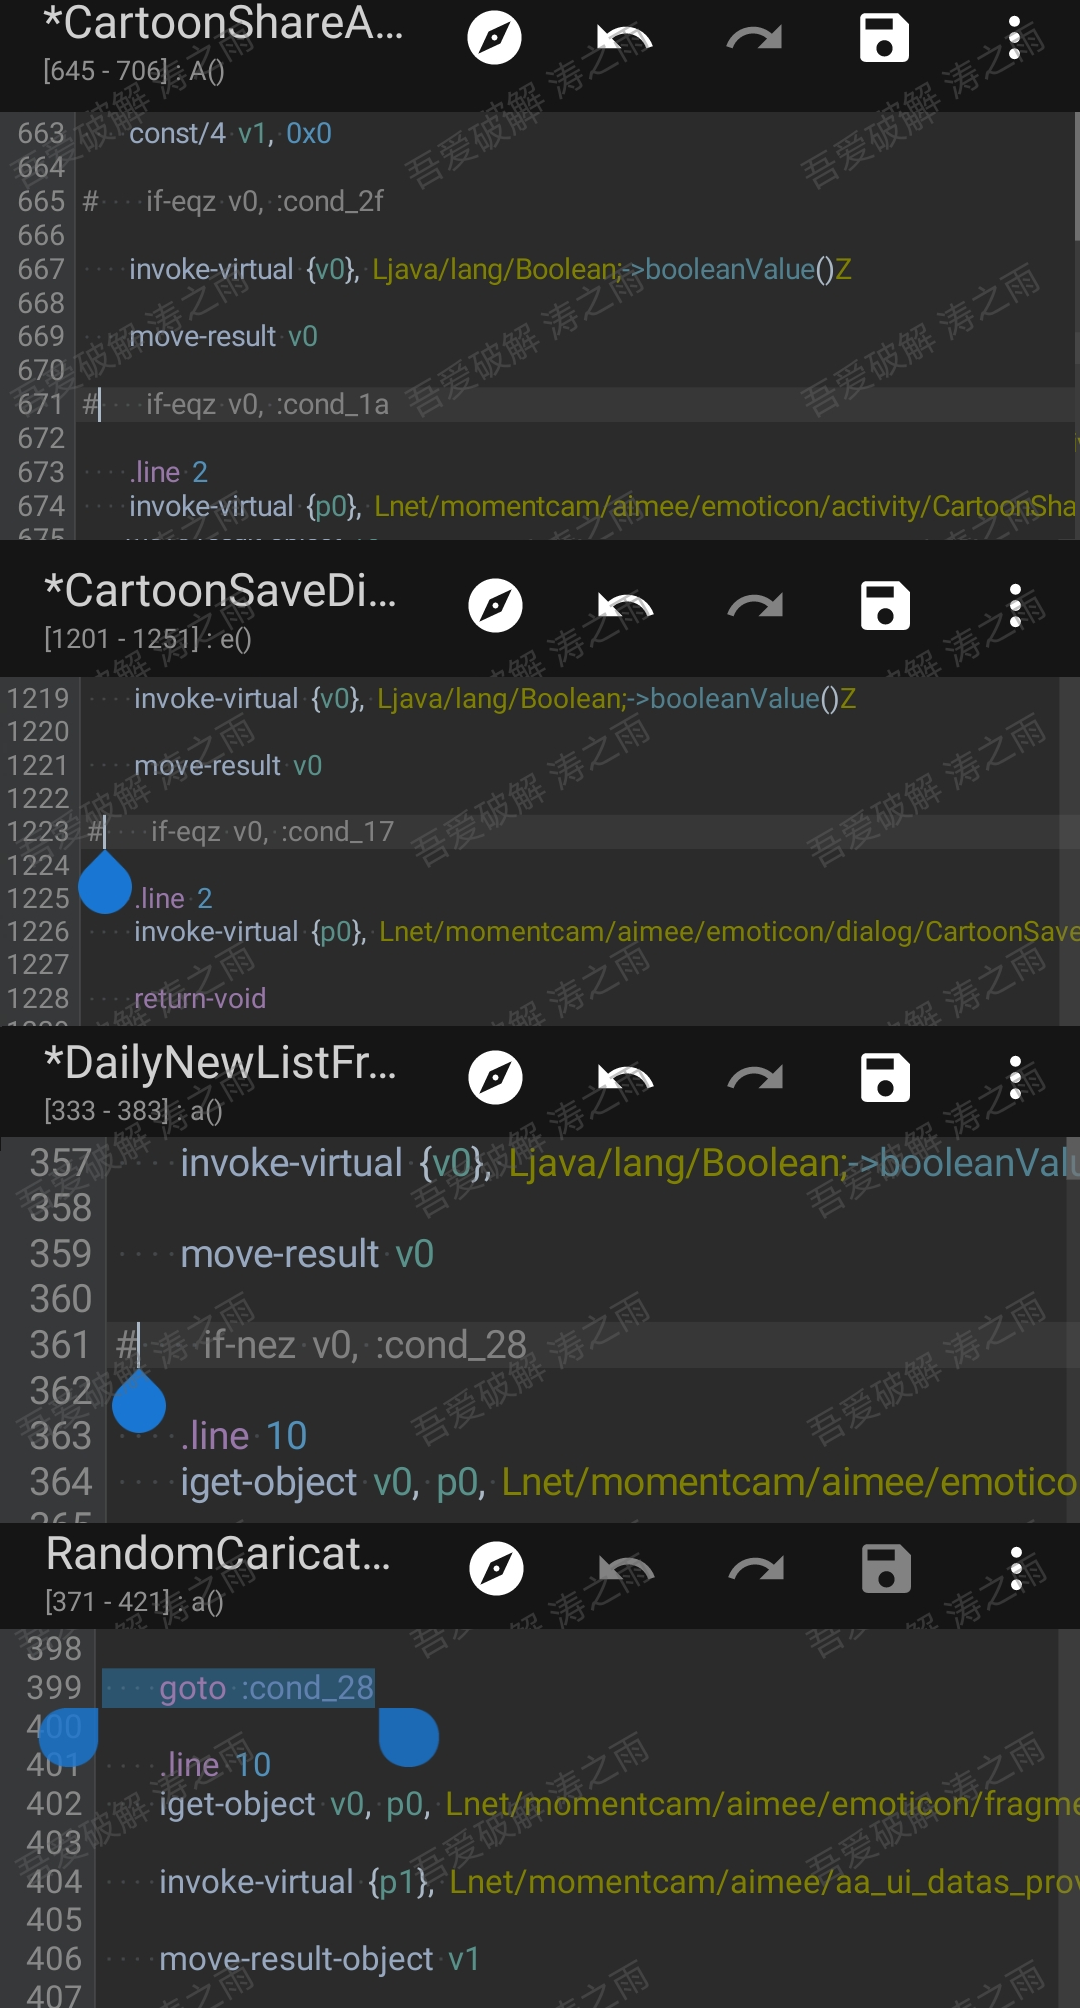 *CartoonShareA...
[645 - 706] : A()
663 const/4 v1, 0x0
664
665 # if-eqz v0, :cond_2f
666
667 invoke-virtual {v0}, Ljava/lang/Boolean;->booleanValue()Z
668
669 move-result v0
670
671 # if-eqz v0, :cond_1a
672
673 .line 2
674 invoke-virtual {p0}, Lnet/momentcam/aimee/emoticon/activity/CartoonSha
675
*CartoonSaveDi...
[1201 - 1251] : e()
1219 invoke-virtual {v0}, Ljava/lang/Boolean;->booleanValue()Z
1220
1221 move-result v0
1222
1223 # if-eqz v0, :cond_17
1224
1225 .line 2
1226 invoke-virtual {p0}, Lnet/momentcam/aimee/emoticon/dialog/CartoonSave
1227
1228 return-void
*DailyNewListFr...
[333 - 383] : a()
357 invoke-virtual {v0}, Ljava/lang/Boolean;->booleanValu
358
359 move-result v0
360
361 # if-nez v0, :cond_28
362
363 .line 10
364 iget-object v0, p0, Lnet/momentcam/aimee/emotico
365
RandomCaricat...
[371 - 421] : a()
398
399 goto :cond_28
400
401 .line 10
402 iget-object v0, p0, Lnet/momentcam/aimee/emoticon/fragme
403
404 invoke-virtual {p1}, Lnet/momentcam/aimee/aa_ui_datas_prov
405
406 move-result-object v1
407
吾爱破解 涛之雨